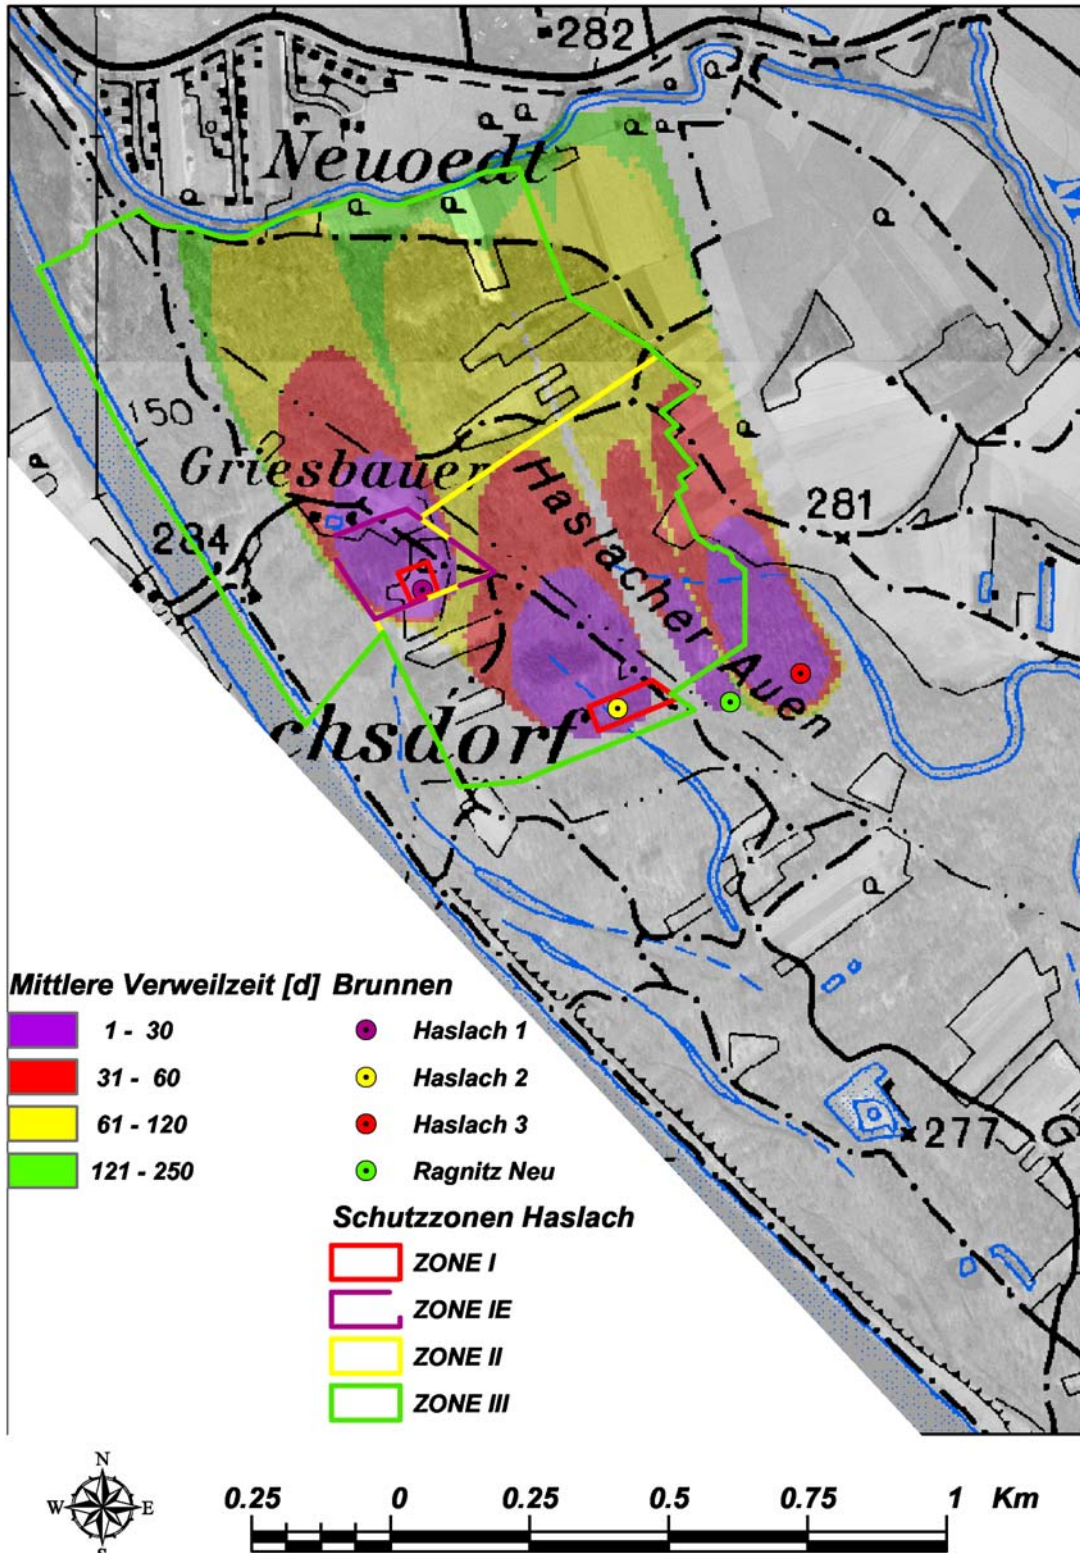 282
Neuoedt
150
Griesbauer
284
281
Haslacher Auen
chsdorf
277
G
Mittlere Verweilzeit [d]
1 - 30
31 - 60
61 - 120
121 - 250
Brunnen
Haslach 1
Haslach 2
Haslach 3
Ragnitz Neu
Schutzzonen Haslach
ZONE I
ZONE IE
ZONE II
ZONE III
N
W E
S
0.25 0 0.25 0.5 0.75 1 Km